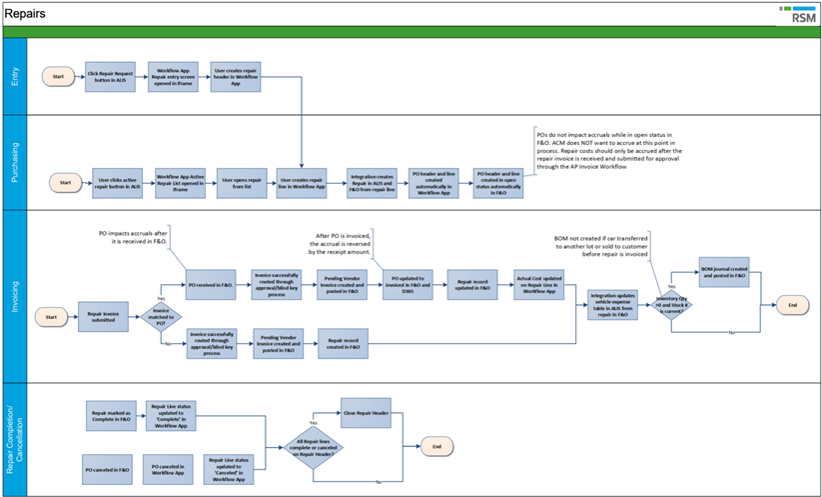 Repairs
RSM
Entry
Start
Click Repair Request
button in ALIS
Workflow App
Repair entry screen
opened in Iframe
User creates repair
header in Workflow
App
Purchasing
POs do not impact accruals while in open status in
F&O. ACM does NOT want to accrue at this point in
process. Repair costs should only be accrued after the
repair invoice is received and submitted for approval
through the AP Invoice Workflow
Start
User clicks active
repair button in ALIS
Workflow App Active
Repair List opened in
Iframe
User opens repair
from list
User creates repair
line in Workflow App
Integration creates
Repair in ALIS and
F&O from repair line
PO header and line
created
automatically in
Workflow App
PO header and line
created in open
status automatically
in F&O
Invoicing
PO impacts accruals after
it is received in F&O.
After PO is invoiced,
the accrual is reversed
by the receipt amount.
BOM not created if car transferred
to another lot or sold to customer
before repair is invoiced
Start
Repair Invoice
submitted
Invoice
matched to
PO?
Yes
PO received in F&O.
Invoice successfully
routed through
approval/blind key
process
Pending Vendor
Invoice created and
posted in F&O
PO updated to
invoiced in F&O and
D365
Repair record
updated in F&O
Actual Cost updated
on Repair Line in
Workflow App
No
Invoice successfully
routed through
approval/blind key
process
Pending Vendor
Invoice created and
posted in F&O
Repair record
created in F&O
Integration updates
vehicle expense
table in ALIS from
repair in F&O
Inventory Qty
>0 and Stock #
is current?
Yes
BOM journal created
and posted in F&O
No
End
Repair Completion/
Cancellation
Repair marked as
Complete in F&O
Repair Line status
updated to
'Complete' in
Workflow App
PO canceled in F&O
PO canceled in
Workflow App
Repair Line status
updated to
'Canceled' in
Workflow App
All Repair lines
complete or canceled
on Repair Header?
Yes
Close Repair Header
No
End